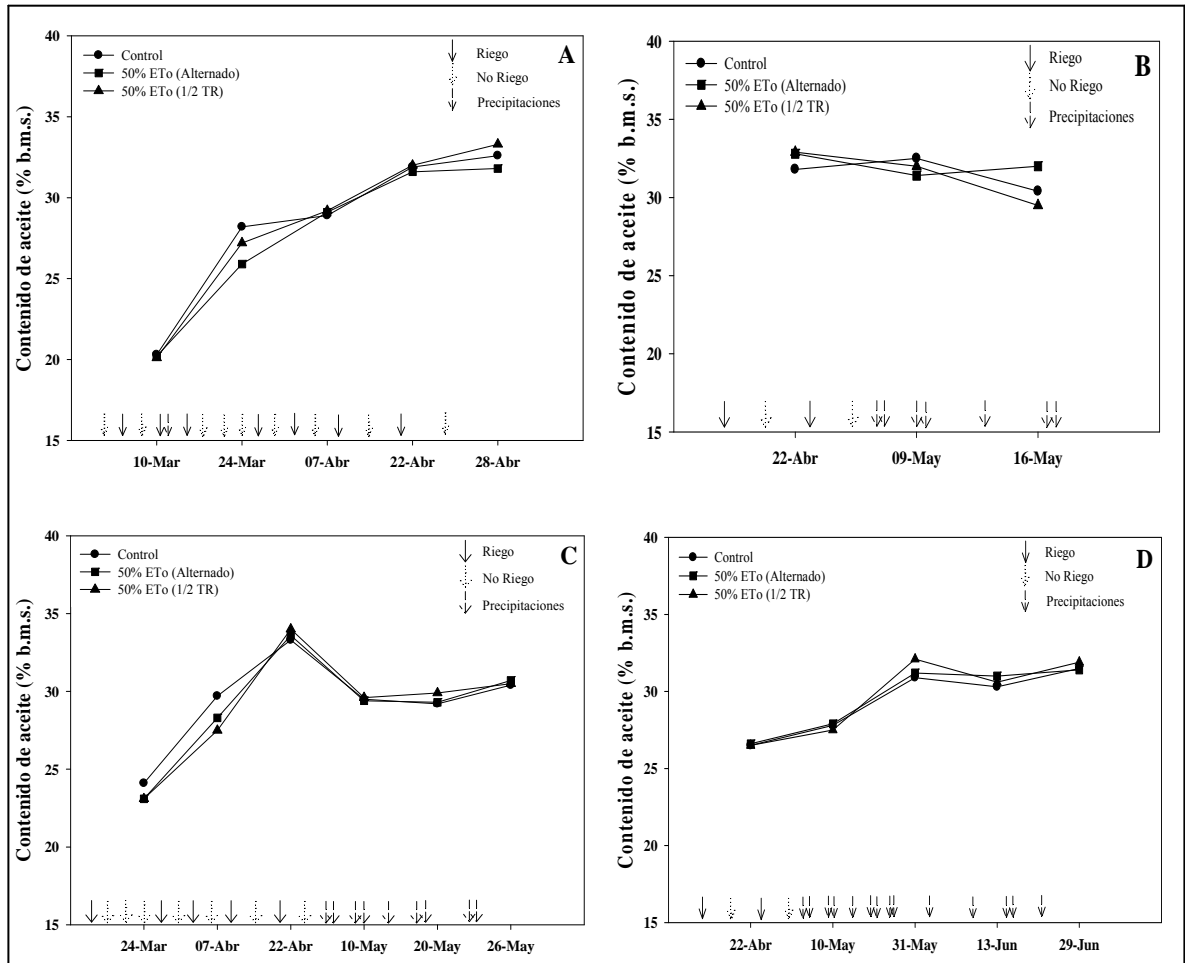 A
Control
50% ETo (Alternado)
50% ETo (1/2 TR)
Riego
No Riego
Precipitaciones
Contenido de aceite (% b.m.s.)
40
35
30
25
20
15
10-Mar 24-Mar 07-Abr 22-Abr 28-Abr
B
Control
50% ETo (Alternado)
50% ETo (1/2 TR)
Riego
No Riego
Precipitaciones
Contenido de aceite (% b.m.s.)
40
35
30
25
20
15
22-Abr 09-May 16-May
C
Control
50% ETo (Alternado)
50% ETo (1/2 TR)
Riego
No Riego
Precipitaciones
Contenido de aceite (% b.m.s.)
40
35
30
25
20
15
24-Mar 07-Abr 22-Abr 10-May 20-May 26-May
D
Control
50% ETo (Alternado)
50% ETo (1/2 TR)
Riego
No Riego
Precipitaciones
Contenido de aceite (% b.m.s.)
40
35
30
25
20
15
22-Abr 10-May 31-May 13-Jun 29-Jun